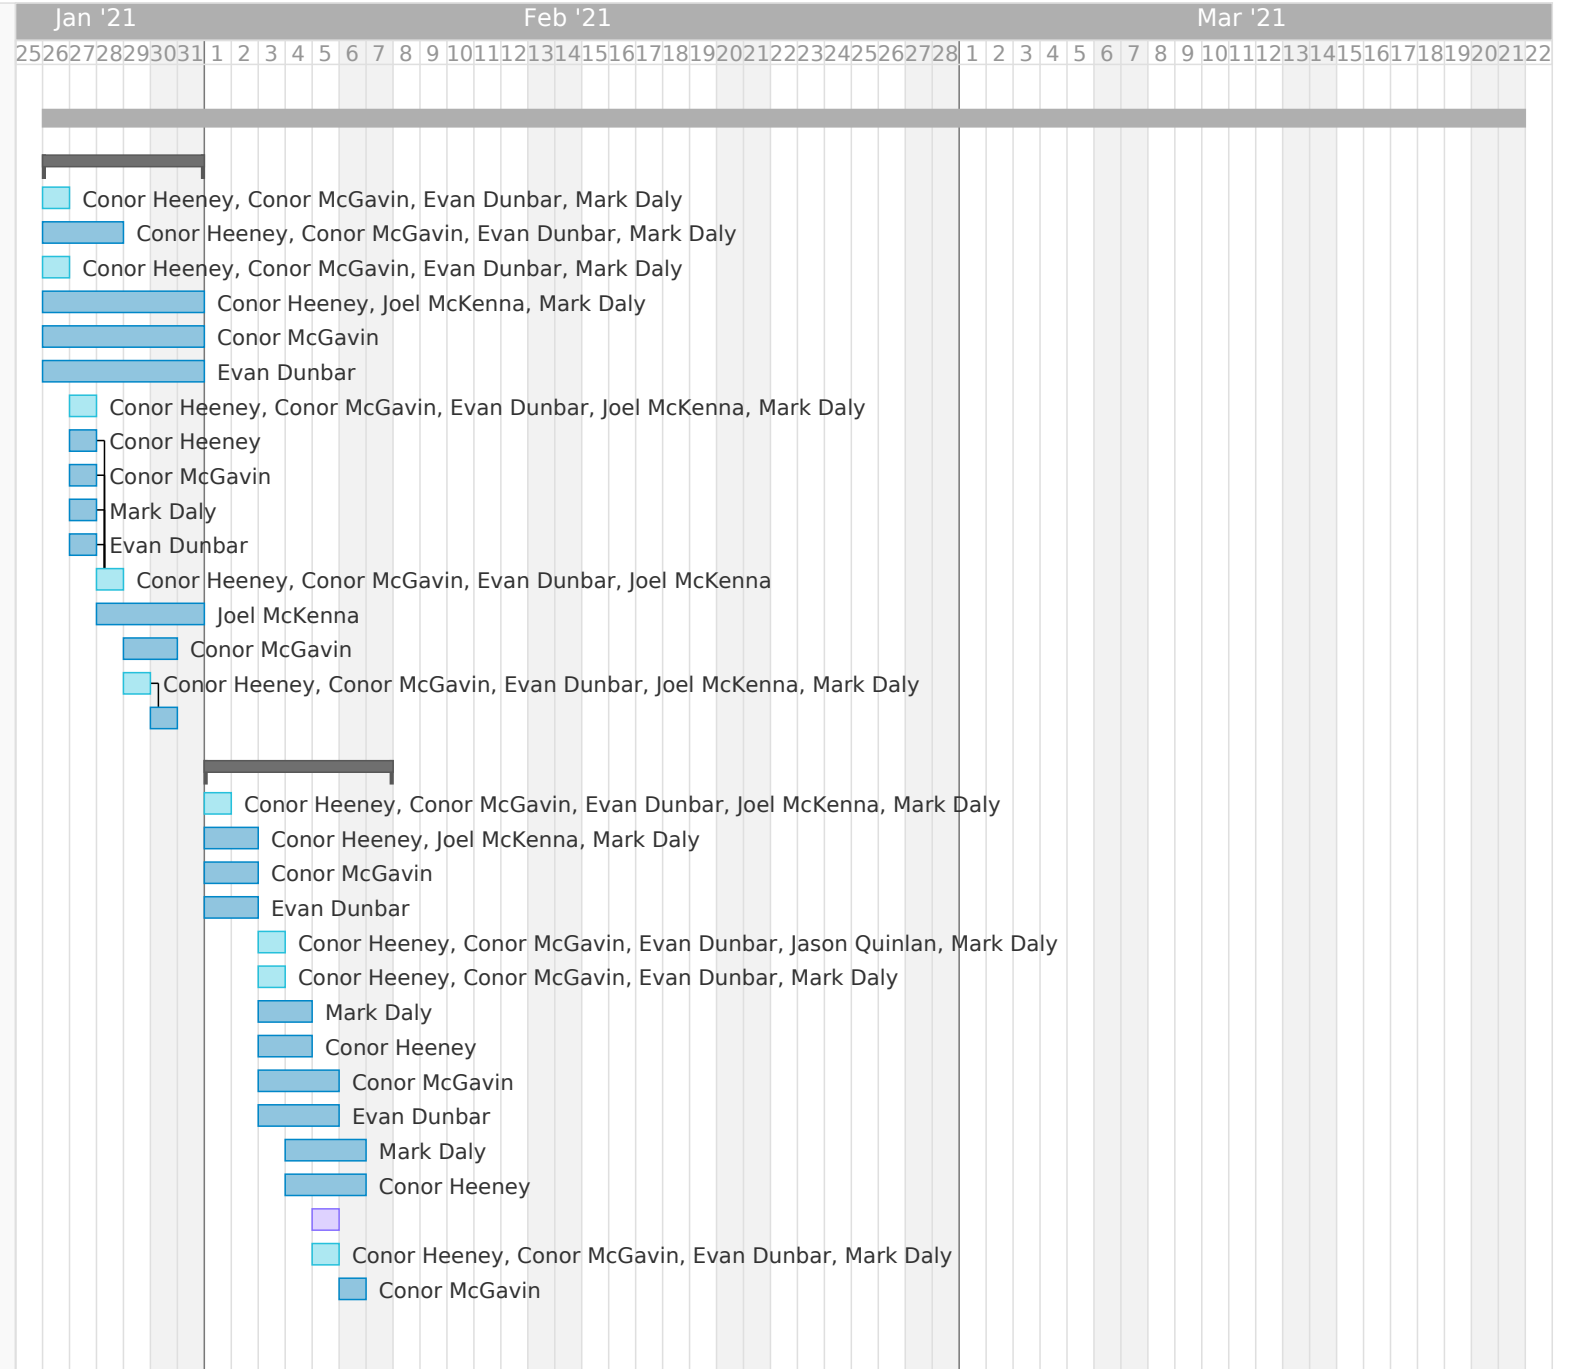 Jan '21 Feb '21 Mar '21
25 26 27 28 29 30 31 1 2 3 4 5 6 7 8 9 10 11 12 13 14 15 16 17 18 19 20 21 22 23 24 25 26 27 28 1 2 3 4 5 6 7 8 9 10 11 12 13 14 15 16 17 18 19 20 21 22
Conor Heeney, Conor McGavin, Evan Dunbar, Mark Daly
Conor Heeney, Conor McGavin, Evan Dunbar, Mark Daly
Conor Heeney, Conor McGavin, Evan Dunbar, Mark Daly
Conor Heeney, Joel McKenna, Mark Daly
Conor McGavin
Evan Dunbar
Conor Heeney, Conor McGavin, Evan Dunbar, Joel McKenna, Mark Daly
Conor Heeney
Conor McGavin
Mark Daly
Evan Dunbar
Conor Heeney, Conor McGavin, Evan Dunbar, Joel McKenna
Joel McKenna
Conor McGavin
Conor Heeney, Conor McGavin, Evan Dunbar, Joel McKenna, Mark Daly
Conor Heeney, Conor McGavin, Evan Dunbar, Joel McKenna, Mark Daly
Conor Heeney, Joel McKenna, Mark Daly
Conor McGavin
Evan Dunbar
Conor Heeney, Conor McGavin, Evan Dunbar, Jason Quinlan, Mark Daly
Conor Heeney, Conor McGavin, Evan Dunbar, Mark Daly
Mark Daly
Conor Heeney
Conor McGavin
Evan Dunbar
Mark Daly
Conor Heeney
Conor Heeney, Conor McGavin, Evan Dunbar, Mark Daly
Conor McGavin